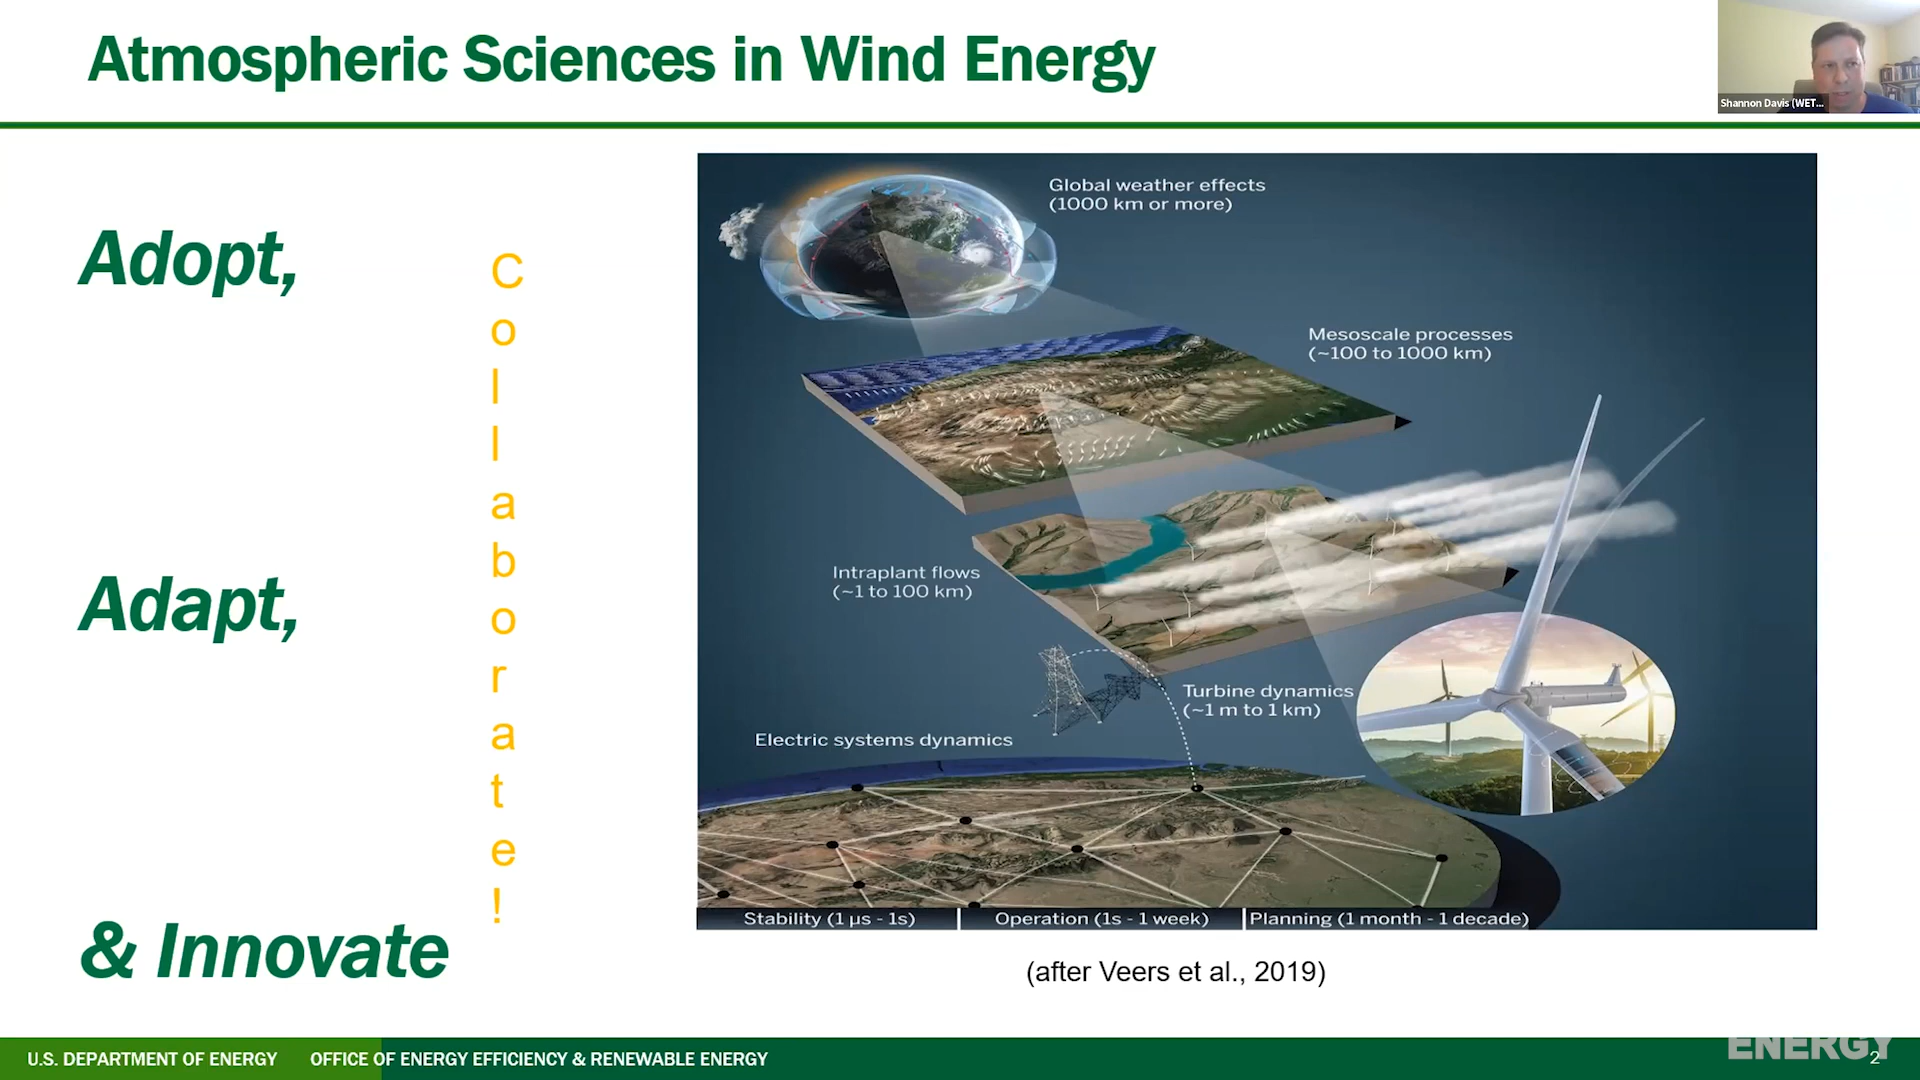 Atmospheric Sciences in Wind Energy
Shannon Davis (WET...
Adopt,
Adapt,
& Innovate
C
o
l
l
a
b
o
r
a
t
e
!
Global weather effects
(1000 km or more)
Mesoscale processes
(~100 to 1000 km)
Intraplant flows
(~1 to 100 km)
Turbine dynamics
(~1 m to 1 km)
Electric systems dynamics
Stability (1 µs - 1s)
Operation (1s - 1 week)
Planning (1 month - 1 decade)
(after Veers et al., 2019)
U.S. DEPARTMENT OF ENERGY
OFFICE OF ENERGY EFFICIENCY & RENEWABLE ENERGY
ENERGY
2